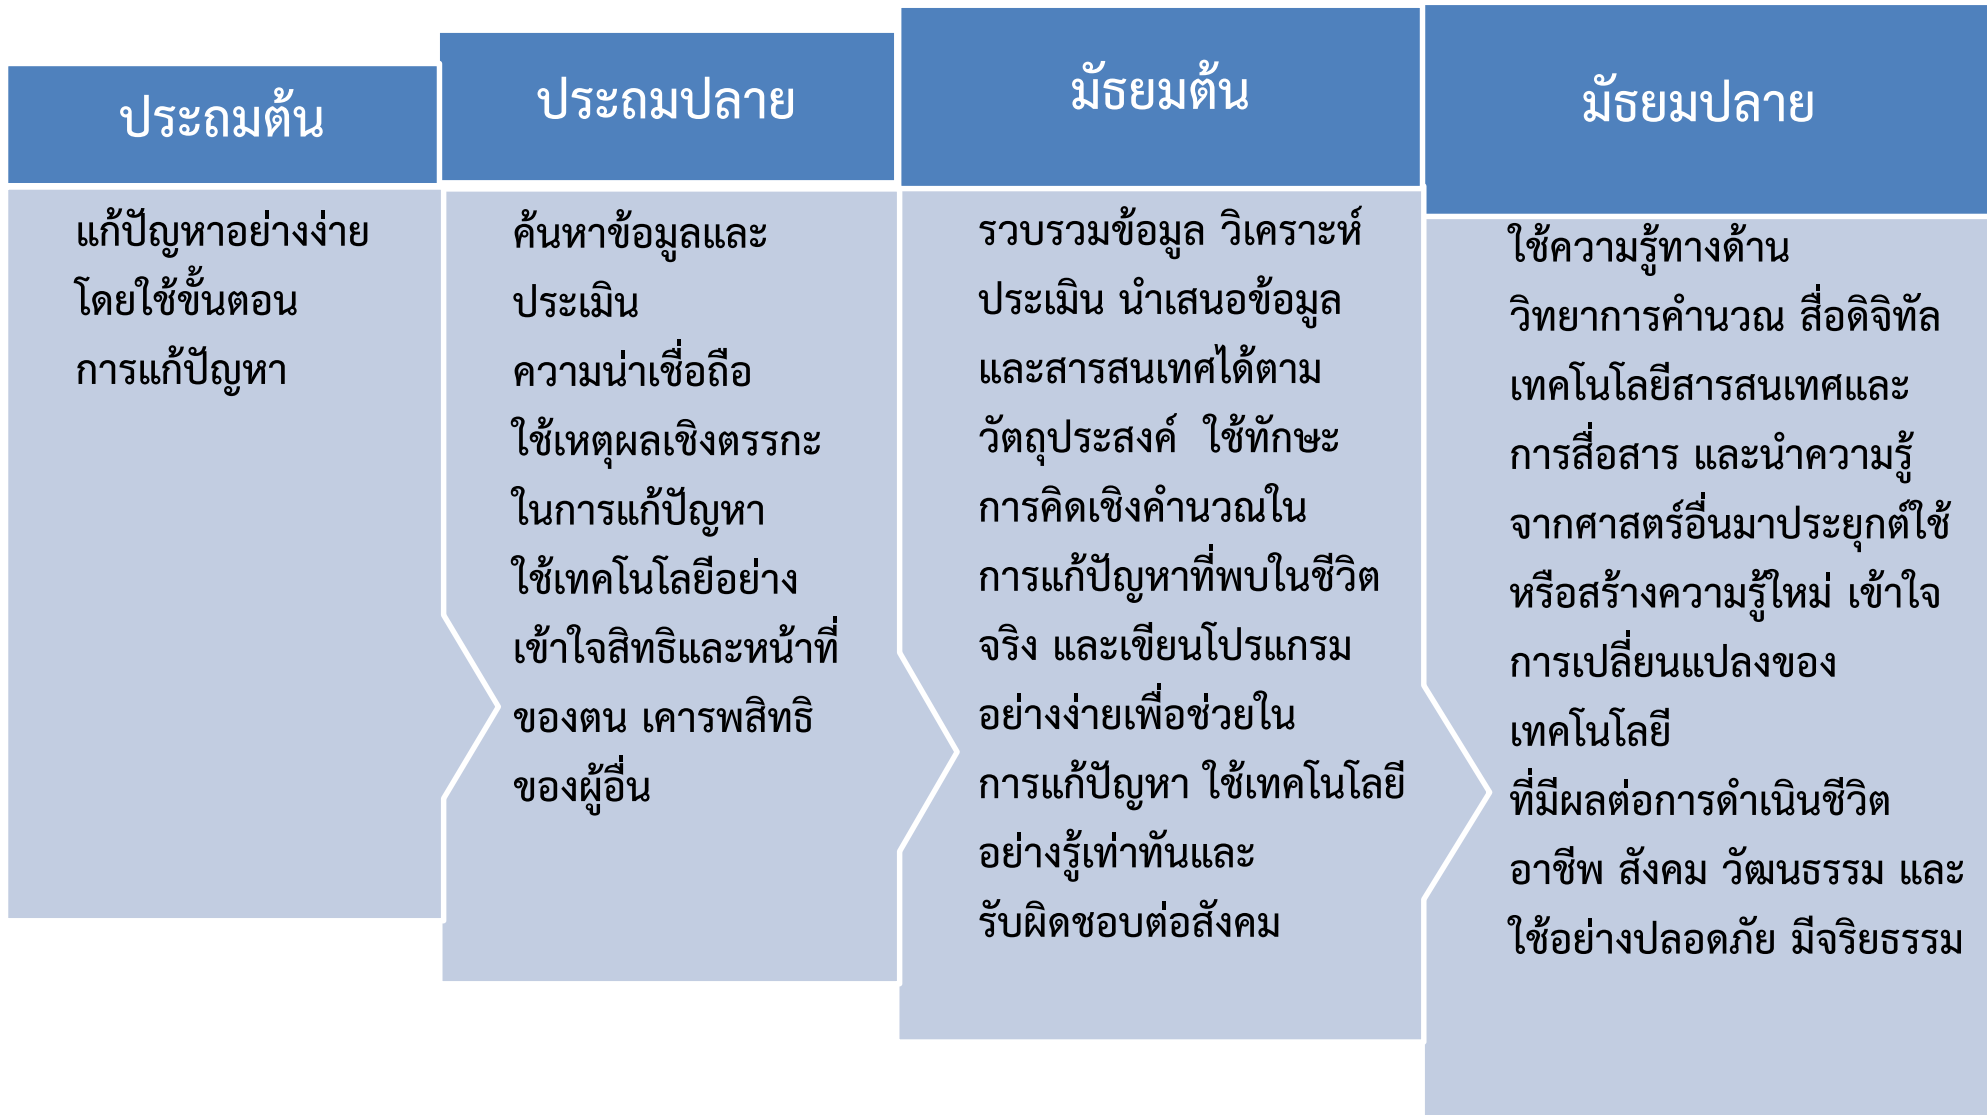 ประถมต้น
แก้ปัญหาอย่างง่าย
โดยใช้ขั้นตอน
การแก้ปัญหา
ประถมปลาย
ค้นหาข้อมูลและ
ประเมิน
ความน่าเชื่อถือ
ใช้เหตุผลเชิงตรรกะ
ในการแก้ปัญหา
ใช้เทคโนโลยีอย่าง
เข้าใจสิทธิและหน้าที่
ของตน เคารพสิทธิ
ของผู้อื่น
มัธยมต้น
รวบรวมข้อมูล วิเคราะห์
ประเมิน นำเสนอข้อมูล
และสารสนเทศได้ตาม
วัตถุประสงค์ ใช้ทักษะ
การคิดเชิงคำนวณใน
การแก้ปัญหาที่พบในชีวิต
จริง และเขียนโปรแกรม
อย่างง่ายเพื่อช่วยใน
การแก้ปัญหา ใช้เทคโนโลยี
อย่างรู้เท่าทันและ
รับผิดชอบต่อสังคม
มัธยมปลาย
ใช้ความรู้ทางด้าน
วิทยาการคำนวณ สื่อดิจิทัล
เทคโนโลยีสารสนเทศและ
การสื่อสาร และนำความรู้
จากศาสตร์อื่นมาประยุกต์ใช้
หรือสร้างความรู้ใหม่ เข้าใจ
การเปลี่ยนแปลงของ
เทคโนโลยี
ที่มีผลต่อการดำเนินชีวิต
อาชีพ สังคม วัฒนธรรม และ
ใช้อย่างปลอดภัย มีจริยธรรม